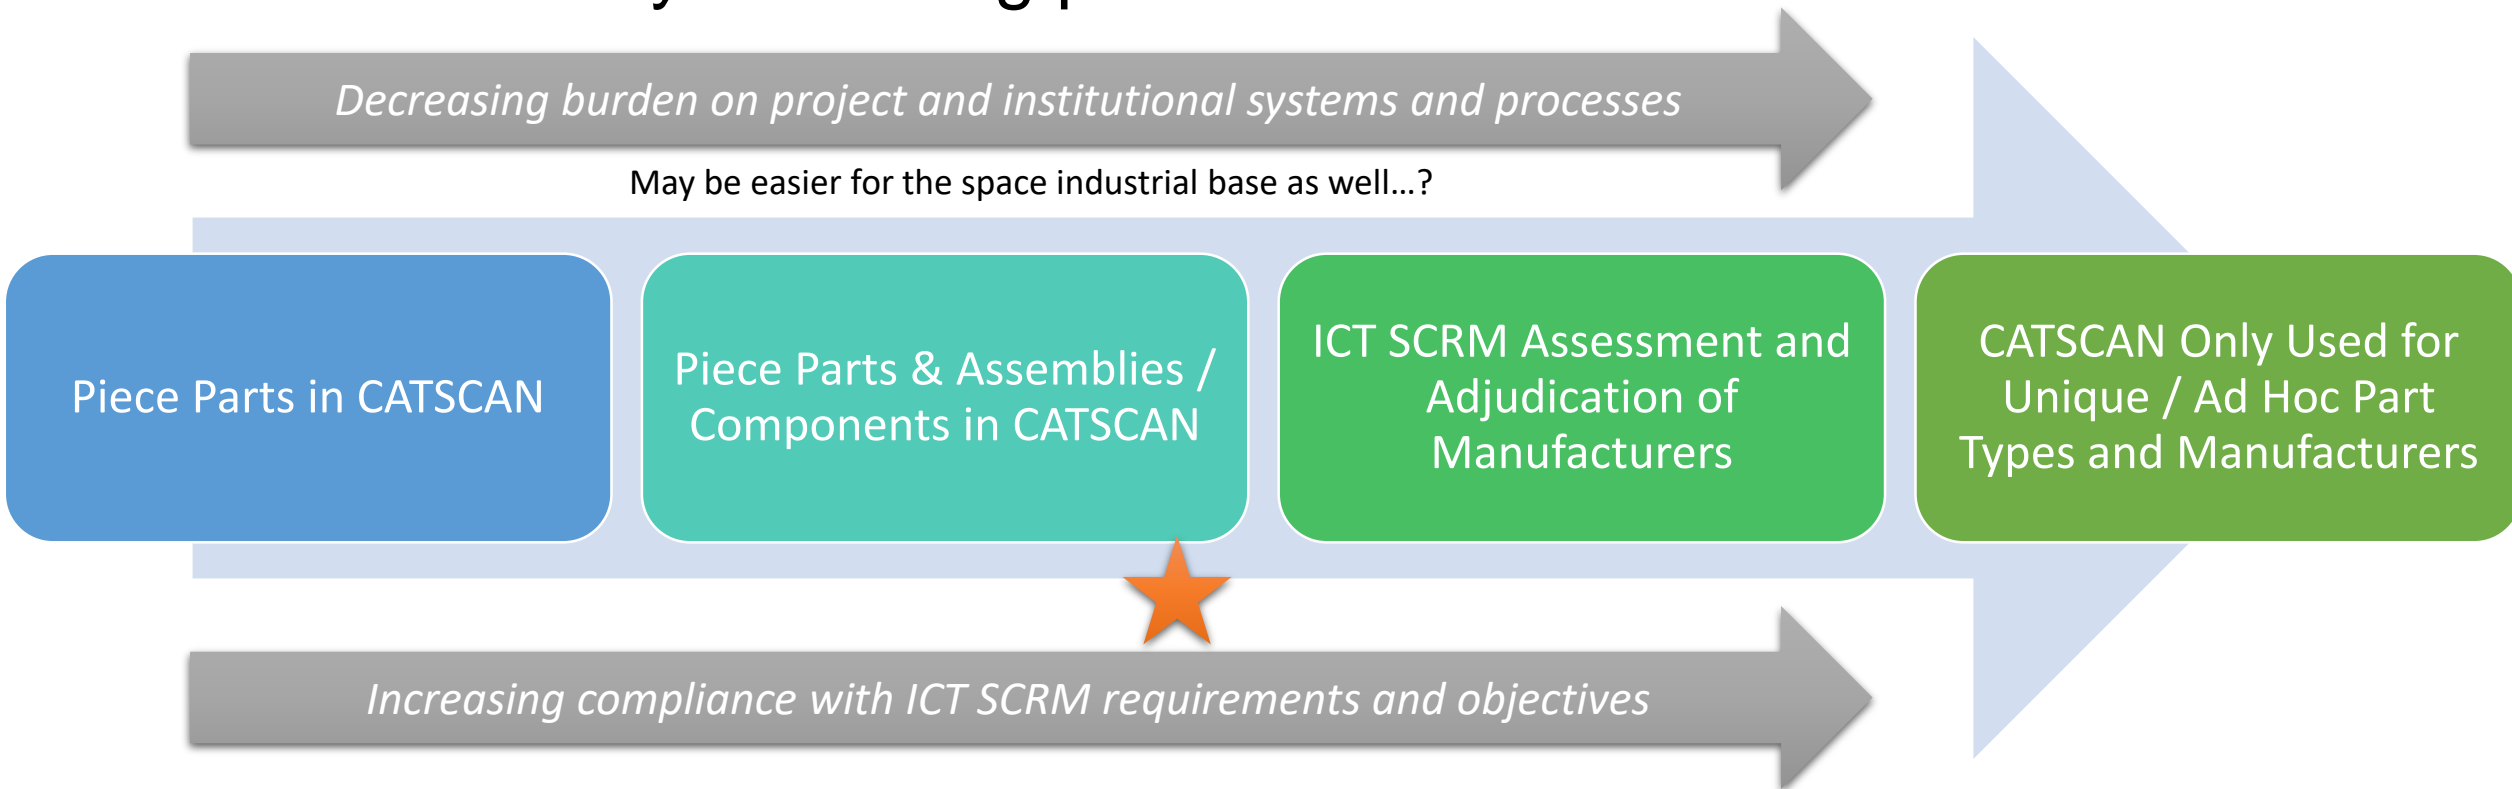 Decreasing burden on project and institutional systems and processes
May be easier for the space industrial base as well...?
Piece Parts in CATSCAN
Piece Parts & Assemblies /
Components in CATSCAN
ICT SCRM Assessment and
Adjudication of
Manufacturers
CATSCAN Only Used for
Unique / Ad Hoc Part
Types and Manufacturers
Increasing compliance with ICT SCRM requirements and objectives